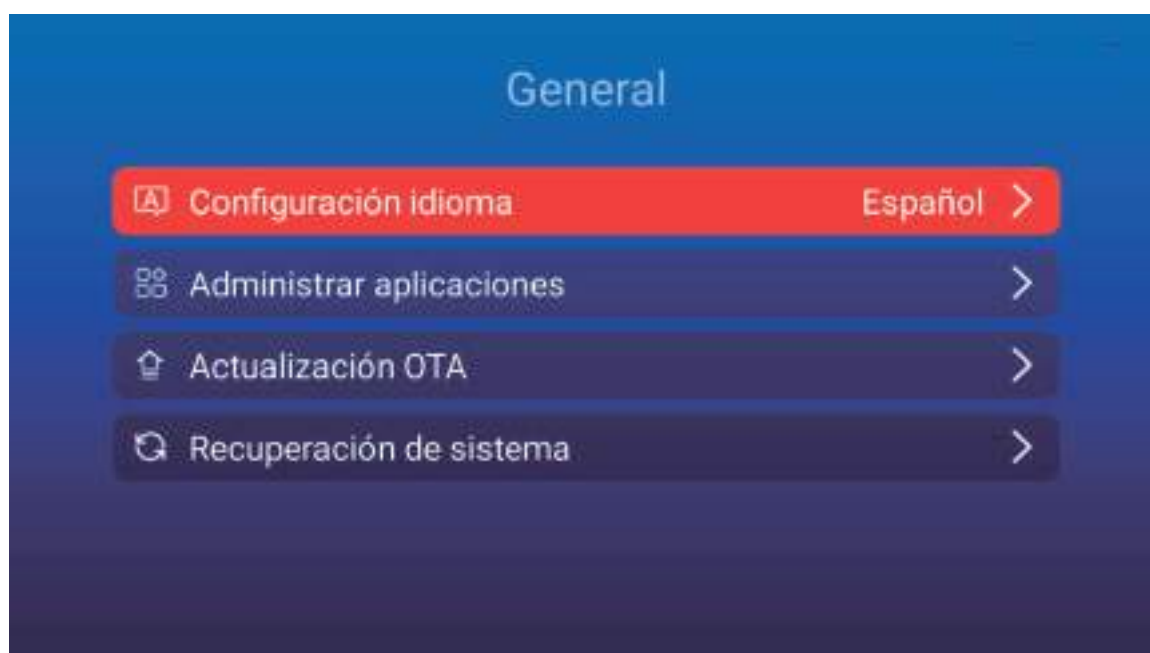 General
Configuración idioma Español
Administrar aplicaciones
Actualización OTA
Recuperación de sistema